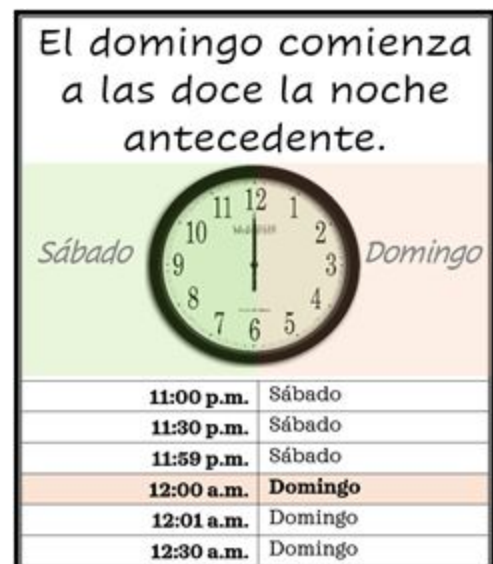 El domingo comienza
a las doce la noche
antecedente.
12
11
1
10
2
Sábado
9
3
Domingo
8
4
7
5
6
11:00 p.m. Sábado
11:30 p.m. Sábado
11:59 p.m. Sábado
12:00 a.m. Domingo
12:01 a.m. Domingo
12:30 a.m. Domingo